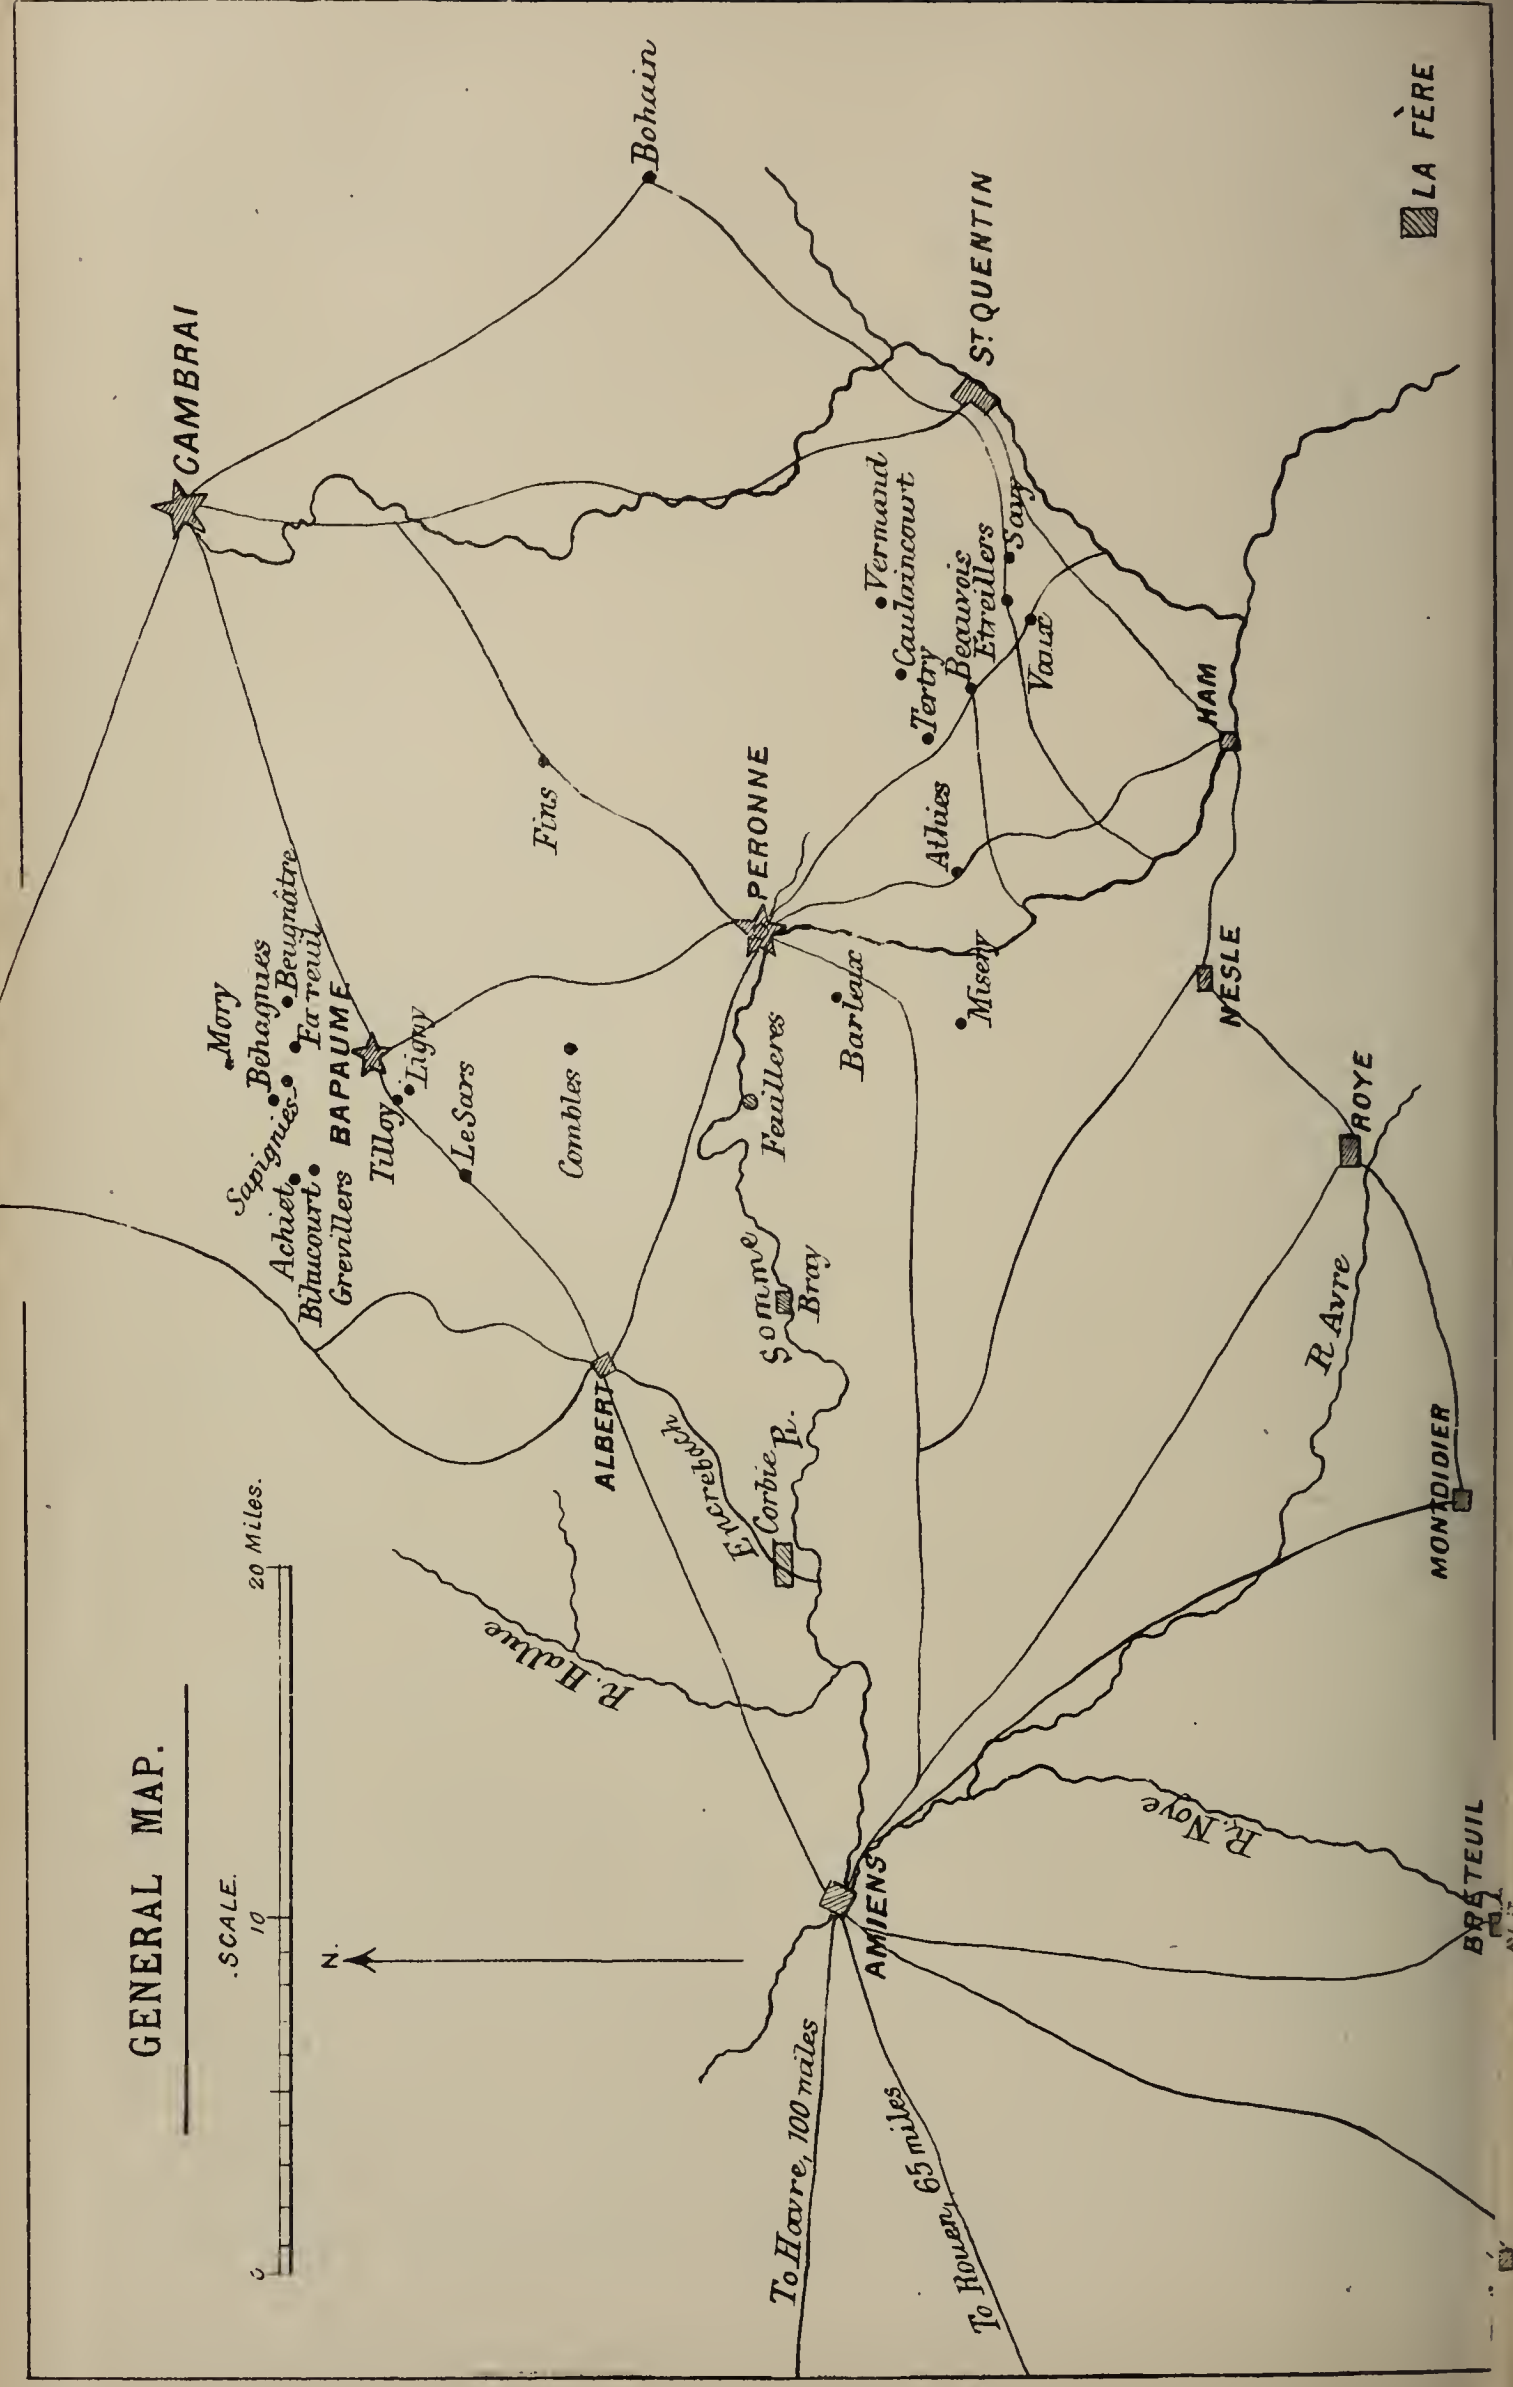 GENERAL MAP.
.SCALE.
0
10
20 Miles.
N.
CAMBRAI
Bohain
Mory
Behagnies
Beugnâtre
Favreuil
Sapignies
Achiet
Bihucourt
Grevillers
BAPAUME
Tilloy
Ligny
Le Sars
Combles
Fins
ALBERT
Encrebach
R. Hallue
Corbie
Somme R.
Bray
Feuilleres
PERONNE
Barleux
Misery
Athies
Tertry
Caulaincourt
Vermand
Beauvois
Etreillers
Savy
Vaux
ST QUENTIN
LA FÈRE
HAM
NESLE
ROYE
R Avre
MONTDIDIER
R. Noye
BRETEUIL
AMIENS
To Havre, 100 miles
To Rouen, 65 miles